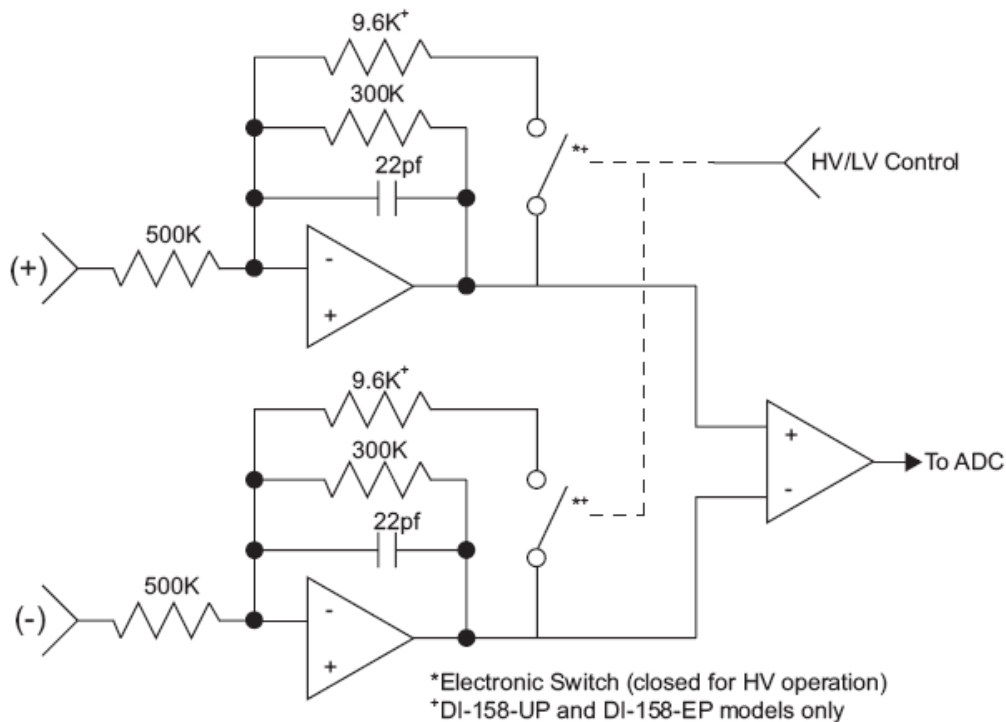 9.6K+
300K
22pf
500K
(+)
-
+
*+
HV/LV Control
9.6K+
300K
22pf
500K
(-)
-
+
*+
+
-
To ADC
*Electronic Switch (closed for HV operation)
+DI-158-UP and DI-158-EP models only